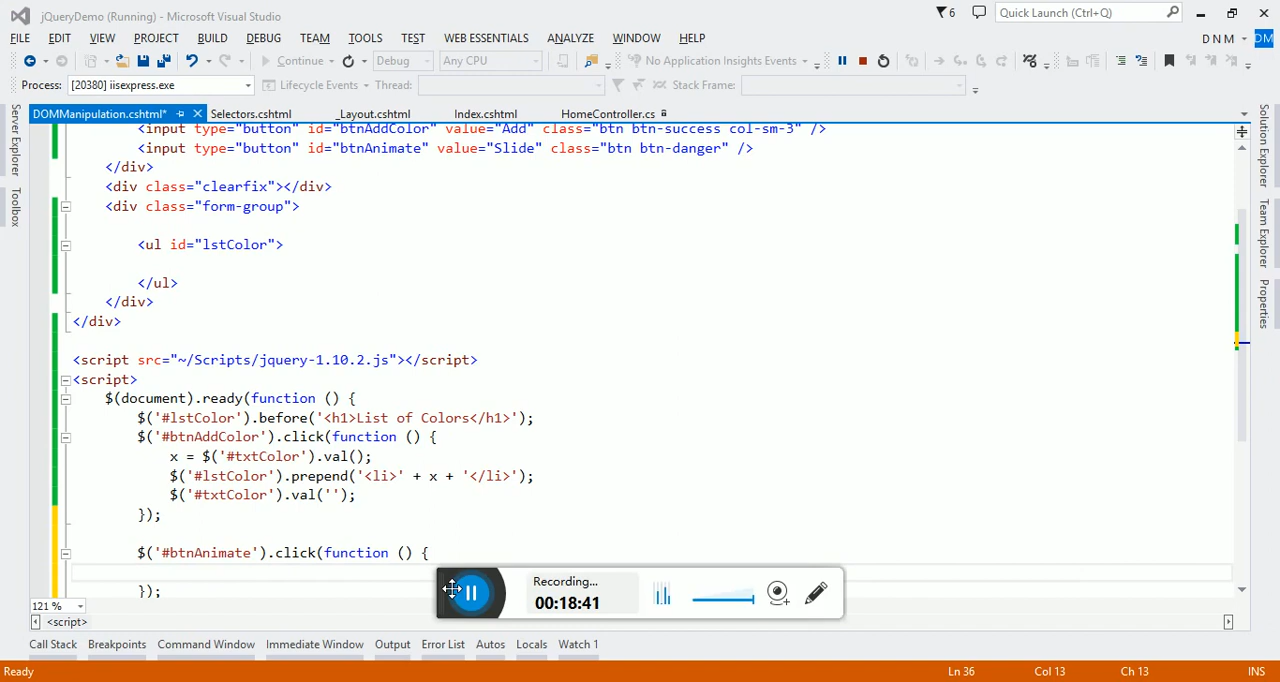 jQueryDemo (Running) - Microsoft Visual Studio
6
Quick Launch (Ctrl+Q)
FILE EDIT VIEW PROJECT BUILD DEBUG TEAM TOOLS TEST WEB ESSENTIALS ANALYZE WINDOW HELP
D N M
DM
Continue
Debug
Any CPU
No Application Insights Events
Process: [20380] iisexpress.exe
Lifecycle Events
Thread:
Stack Frame:
DOMManipulation.cshtml*
Selectors.cshtml
_Layout.cshtml
Index.cshtml
HomeController.cs
Server Explorer
Toolbox
Solution Explorer
Team Explorer
Properties
<input type="button" id="btnAddColor" value="Add" class="btn btn-success col-sm-3" />
<input type="button" id="btnAnimate" value="Slide" class="btn btn-danger" />
</div>
<div class="clearfix"></div>
<div class="form-group">
<ul id="lstColor">
</ul>
</div>
</div>
<script src="~/Scripts/jquery-1.10.2.js"></script>
<script>
$(document).ready(function () {
$('#lstColor').before('<h1>List of Colors</h1>');
$('#btnAddColor').click(function () {
x = $('#txtColor').val();
$('#lstColor').prepend('<li>' + x + '</li>');
$('#txtColor').val('');
});
$('#btnAnimate').click(function () {
});
Recording...
00:18:41
121 %
<script>
Call Stack Breakpoints Command Window Immediate Window Output Error List Autos Locals Watch 1
Ready
Ln 36
Col 13
Ch 13
INS